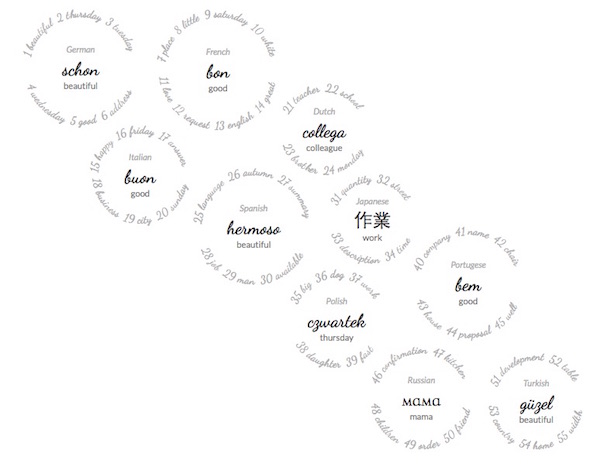 1 beautiful 2 thursday 3 tuesday
German
schon
beautiful
4 wednesday 5 good 6 address
7 place 8 little 9 saturday 10 white
French
bon
good
11 love 12 request 13 english 14 great
15 happy 16 friday 17 answer
Italian
buon
good
18 business 19 city 20 sunday
21 teacher 22 school
Dutch
collega
colleague
23 brother 24 monday
25 language 26 autumn 27 summary
Spanish
hermoso
beautiful
28 job 29 man 30 available
31 quantity 32 street
Japanese
作業
work
33 description 34 time
35 big 36 dog 37 work
Polish
czwartek
thursday
38 daughter 39 fast
40 company 41 name 42 chair
Portugese
bem
good
43 house 44 proposal 45 well
46 confirmation 47 kitchen
Russian
мама
mama
48 children 49 order 50 friend
51 development 52 table
Turkish
güzel
beautiful
53 country 54 home 55 width